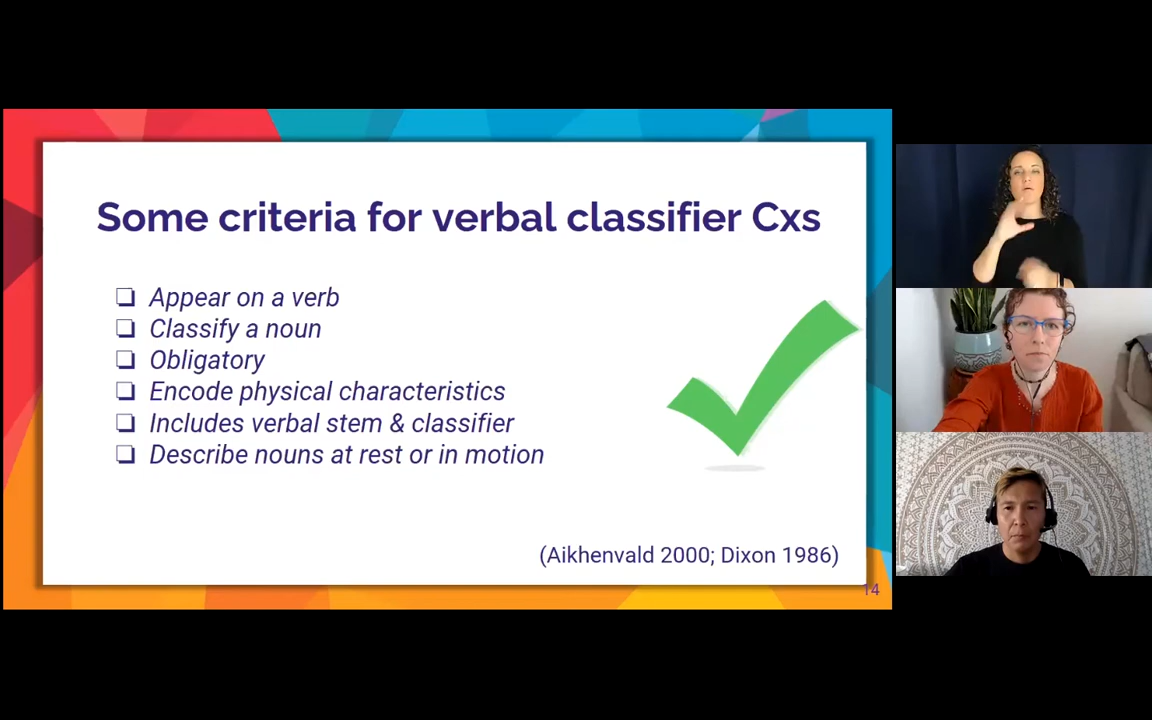 Some criteria for verbal classifier Cxs
❏ Appear on a verb
❏ Classify a noun
❏ Obligatory
❏ Encode physical characteristics
❏ Includes verbal stem & classifier
❏ Describe nouns at rest or in motion
(Aikhenvald 2000; Dixon 1986)
14